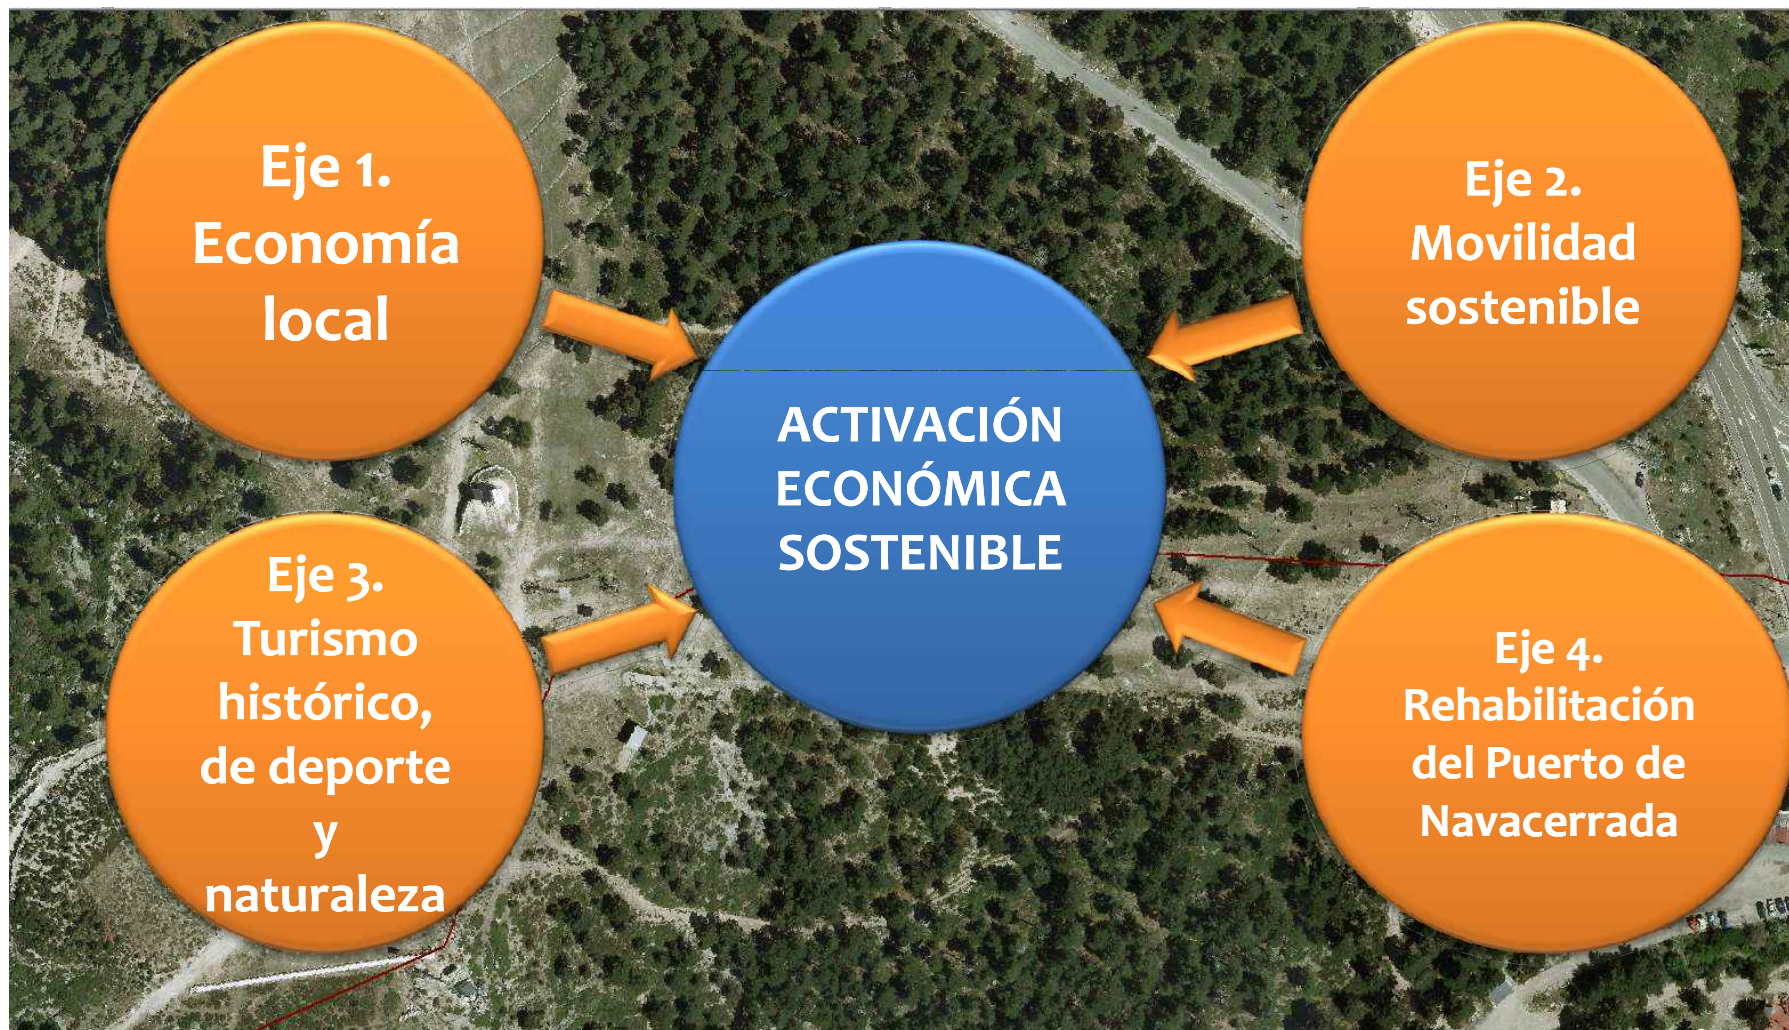 Eje 1.
Economía
local
Eje 2.
Movilidad
sostenible
ACTIVACIÓN
ECONÓMICA
SOSTENIBLE
Eje 3.
Turismo
histórico,
de deporte
y
naturaleza
Eje 4.
Rehabilitación
del Puerto de
Navacerrada